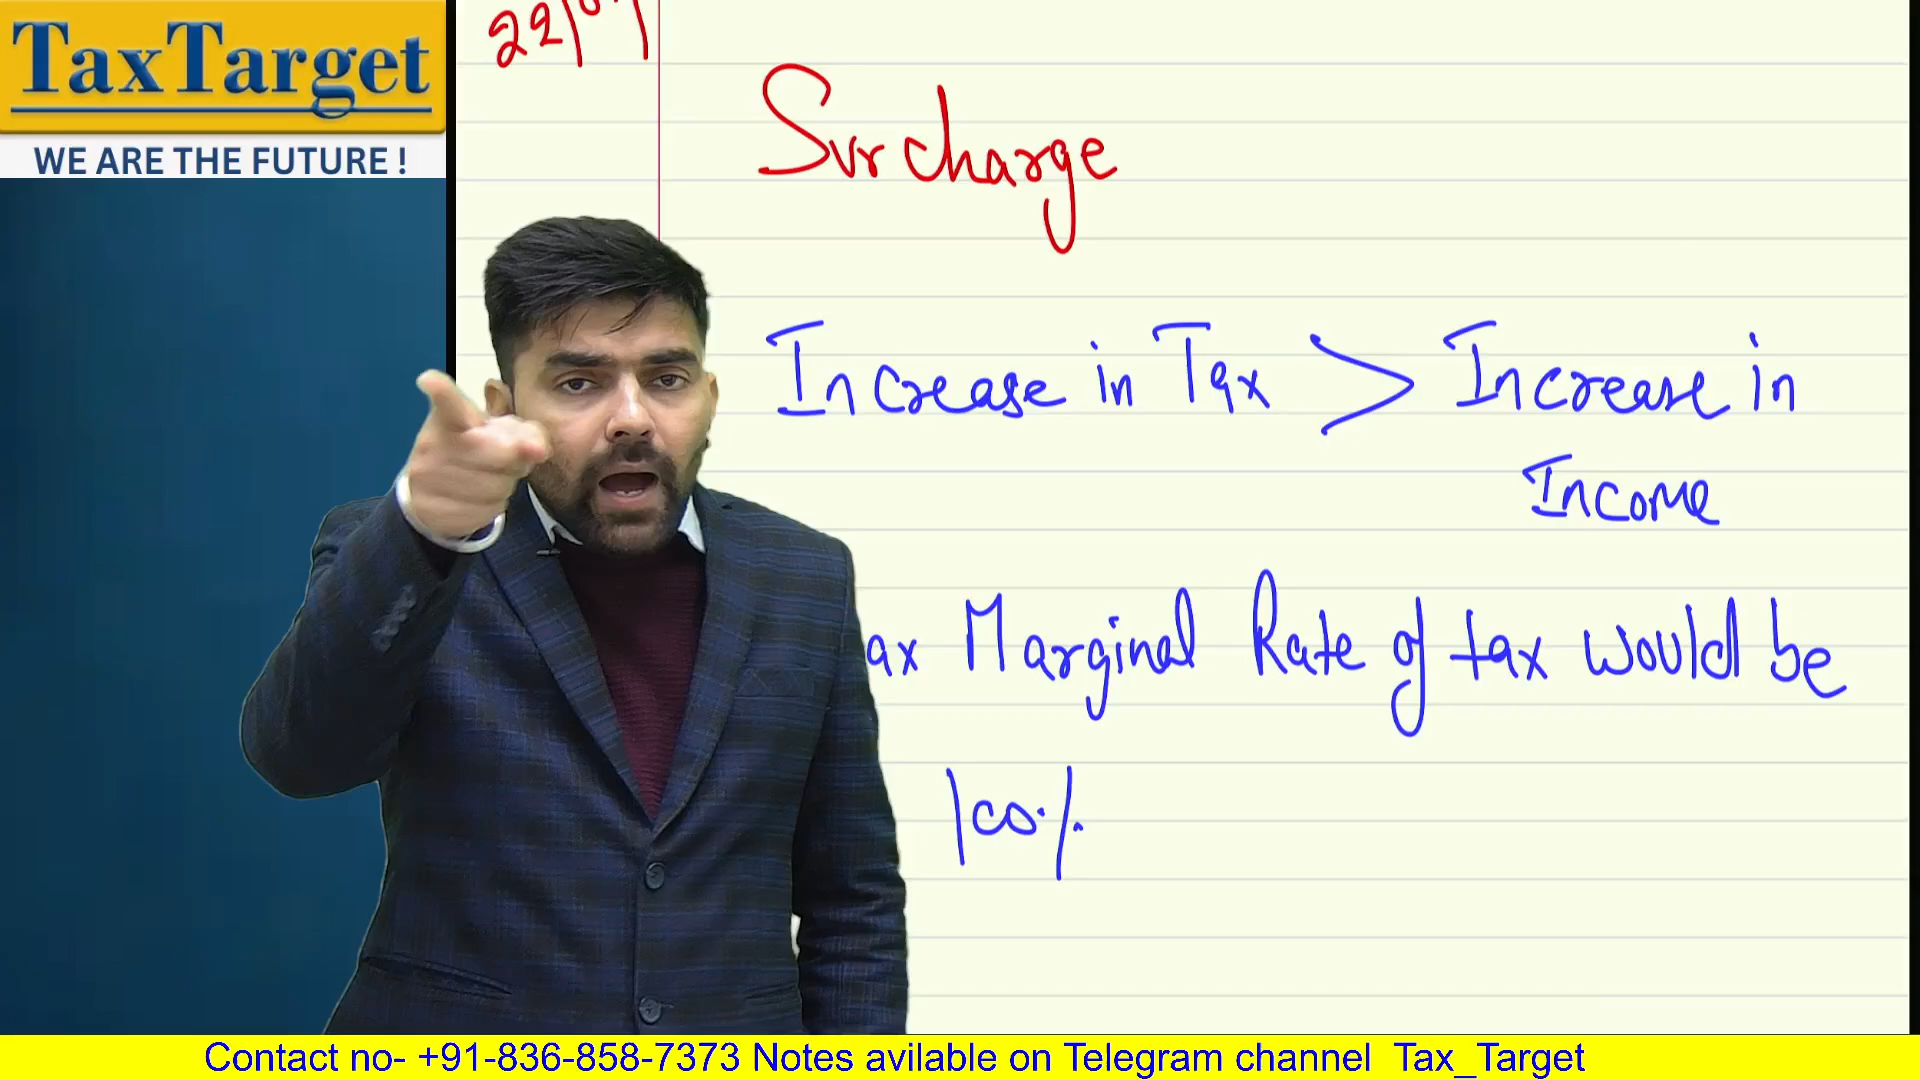 TaxTarget
WE ARE THE FUTURE !
Surcharge
Increase in Tax > Increase in
Income
ax Marginal Rate of tax would be
100%
Contact no- +91-836-858-7373 Notes avilable on Telegram channel Tax_Target